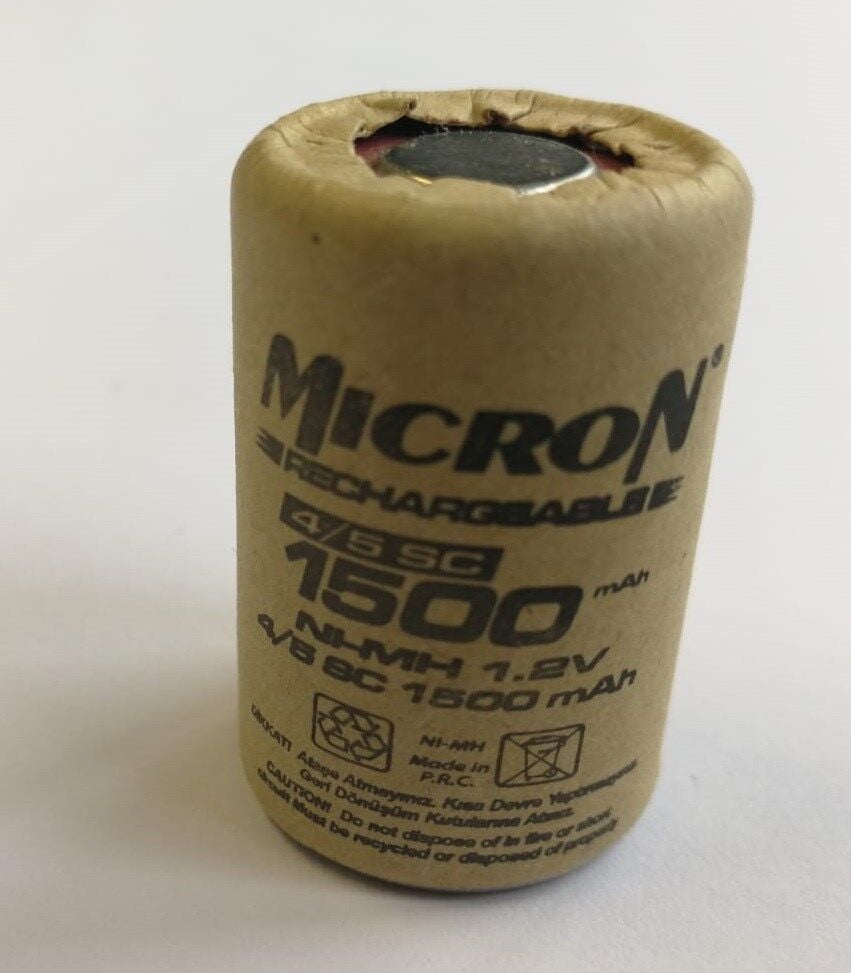 MICRON®
RECHARGEABLE
4/5 SC
1500 mAh
NI-MH 1.2V
4/5 SC 1500 mAh
NI-MH
Made in
P.R.C.
DİKKAT! Ateşe Atmayınız. Kısa Devre Yapmayınız.
Geri Dönüşüm Kutularına Atınız.
CAUTION! Do not dispose of in fire or short
circuit Must be recycled or disposed of properly